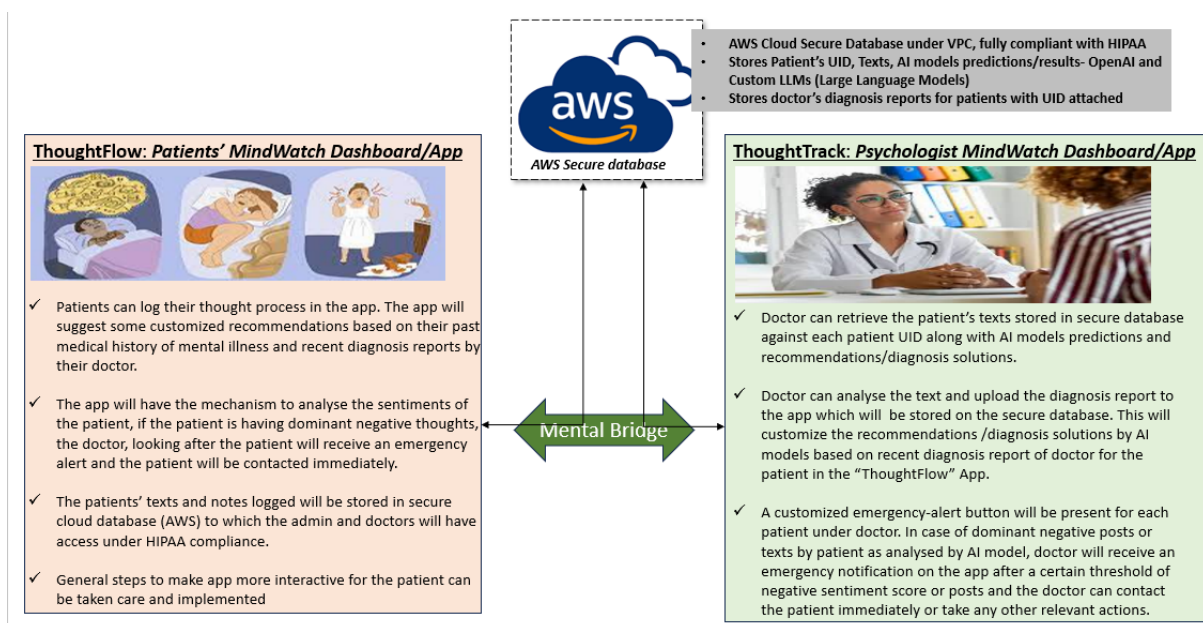 • AWS Cloud Secure Database under VPC, fully compliant with HIPAA
• Stores Patient's UID, Texts, AI models predictions/results- OpenAI and
Custom LLMs (Large Language Models)
• Stores doctor's diagnosis reports for patients with UID attached
aws
AWS Secure database
ThoughtFlow: Patients' MindWatch Dashboard/App
✓ Patients can log their thought process in the app. The app will
suggest some customized recommendations based on their past
medical history of mental illness and recent diagnosis reports by
their doctor.
✓ The app will have the mechanism to analyse the sentiments of
the patient, if the patient is having dominant negative thoughts,
the doctor, looking after the patient will receive an emergency
alert and the patient will be contacted immediately.
✓ The patients' texts and notes logged will be stored in secure
cloud database (AWS) to which the admin and doctors will have
access under HIPAA compliance.
✓ General steps to make app more interactive for the patient can
be taken care and implemented
Mental Bridge
ThoughtTrack: Psychologist MindWatch Dashboard/App
✓ Doctor can retrieve the patient's texts stored in secure database
against each patient UID along with AI models predictions and
recommendations/diagnosis solutions.
✓ Doctor can analyse the text and upload the diagnosis report to
the app which will be stored on the secure database. This will
customize the recommendations /diagnosis solutions by AI
models based on recent diagnosis report of doctor for the
patient in the "ThoughtFlow" App.
✓ A customized emergency-alert button will be present for each
patient under doctor. In case of dominant negative posts or
texts by patient as analysed by AI model, doctor will receive an
emergency notification on the app after a certain threshold of
negative sentiment score or posts and the doctor can contact
the patient immediately or take any other relevant actions.